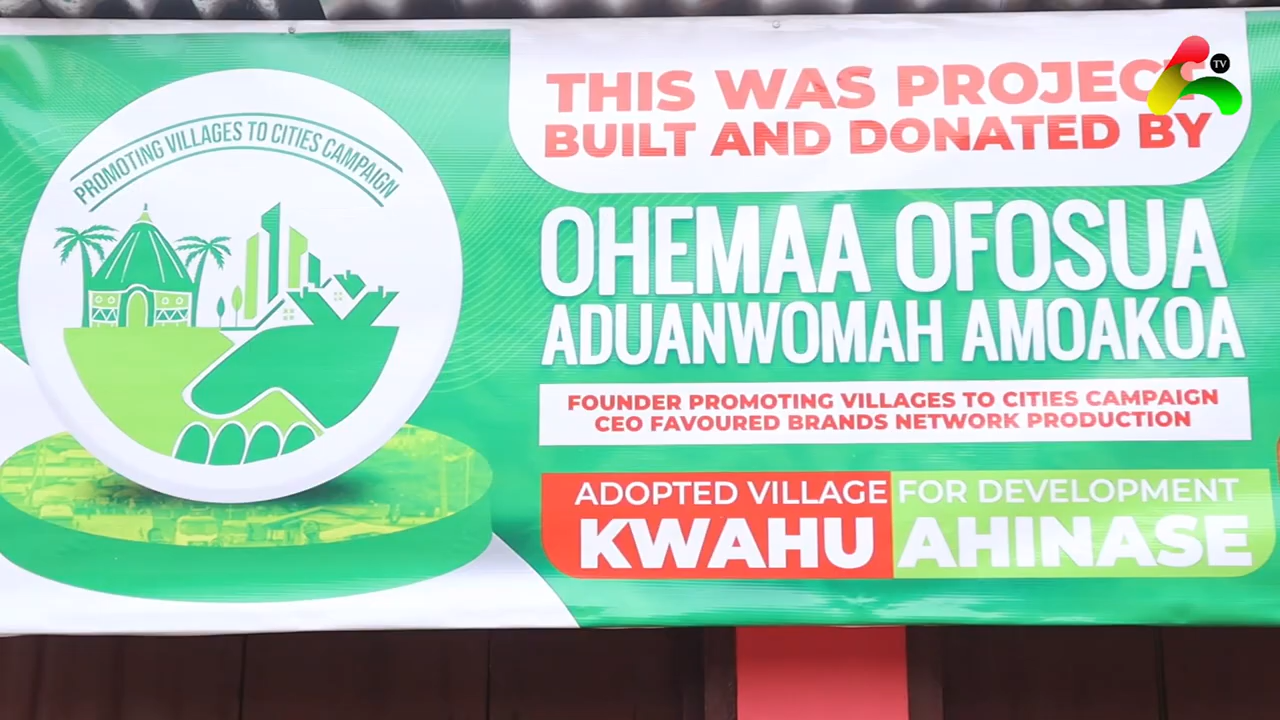 TV
PROMOTING VILLAGES TO CITIES CAMPAIGN
THIS WAS PROJECT
BUILT AND DONATED BY
OHEMAA OFOSUA
ADUANWOMAH AMOAKOA
FOUNDER PROMOTING VILLAGES TO CITIES CAMPAIGN
CEO FAVOURED BRANDS NETWORK PRODUCTION
ADOPTED VILLAGE FOR DEVELOPMENT
KWAHU AHINASE